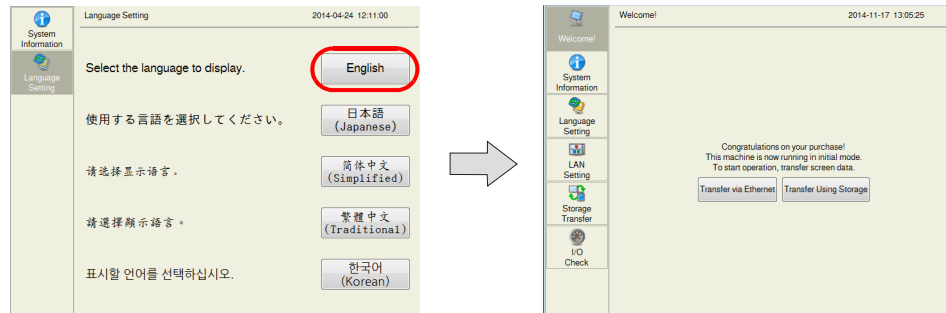 System
Information
Language
Setting
Language Setting
2014-04-24 12:11:00
Select the language to display.
English
使用する言語を選択してください。
日本語
(Japanese)
请选择显示语言。
简体中文
(Simplified)
請選擇顯示語言。
繁體中文
(Traditional)
표시할 언어를 선택하십시오.
한국어
(Korean)
Welcome!
System
Information
Language
Setting
LAN
Setting
Storage
Transfer
I/O
Check
Welcome!
2014-11-17 13:05:25
Congratulations on your purchase!
This machine is now running in initial mode.
To start operation, transfer screen data.
Transfer via Ethernet
Transfer Using Storage